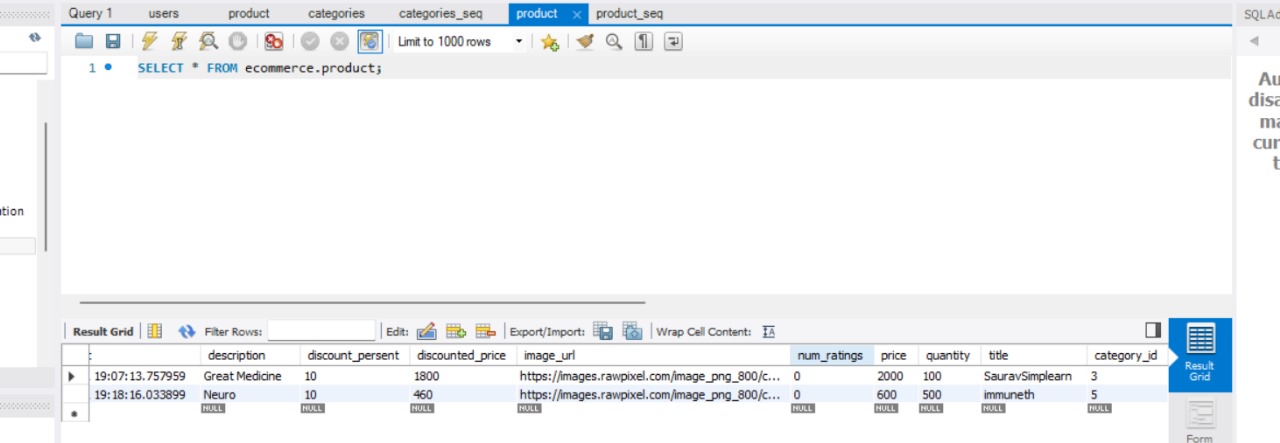 Query 1 users product categories categories_seq product product_seq
SQL Ad
Limit to 1000 rows
1 SELECT * FROM ecommerce.product;
Au
disa
ma
cur
t
ution
Result Grid Filter Rows: Edit: Export/Import: Wrap Cell Content: IA
: description discount_persent discounted_price image_url num_ratings price quantity title category_id
19:07:13.757959 Great Medicine 10 1800 https://images.rawpixel.com/image_png_800/c... 0 2000 100 SauravSimplearn 3
19:18:16.033899 Neuro 10 460 https://images.rawpixel.com/image_png_800/c... 0 600 500 immuneth 5
NULL NULL NULL NULL NULL NULL NULL NULL NULL
Result
Grid
Form